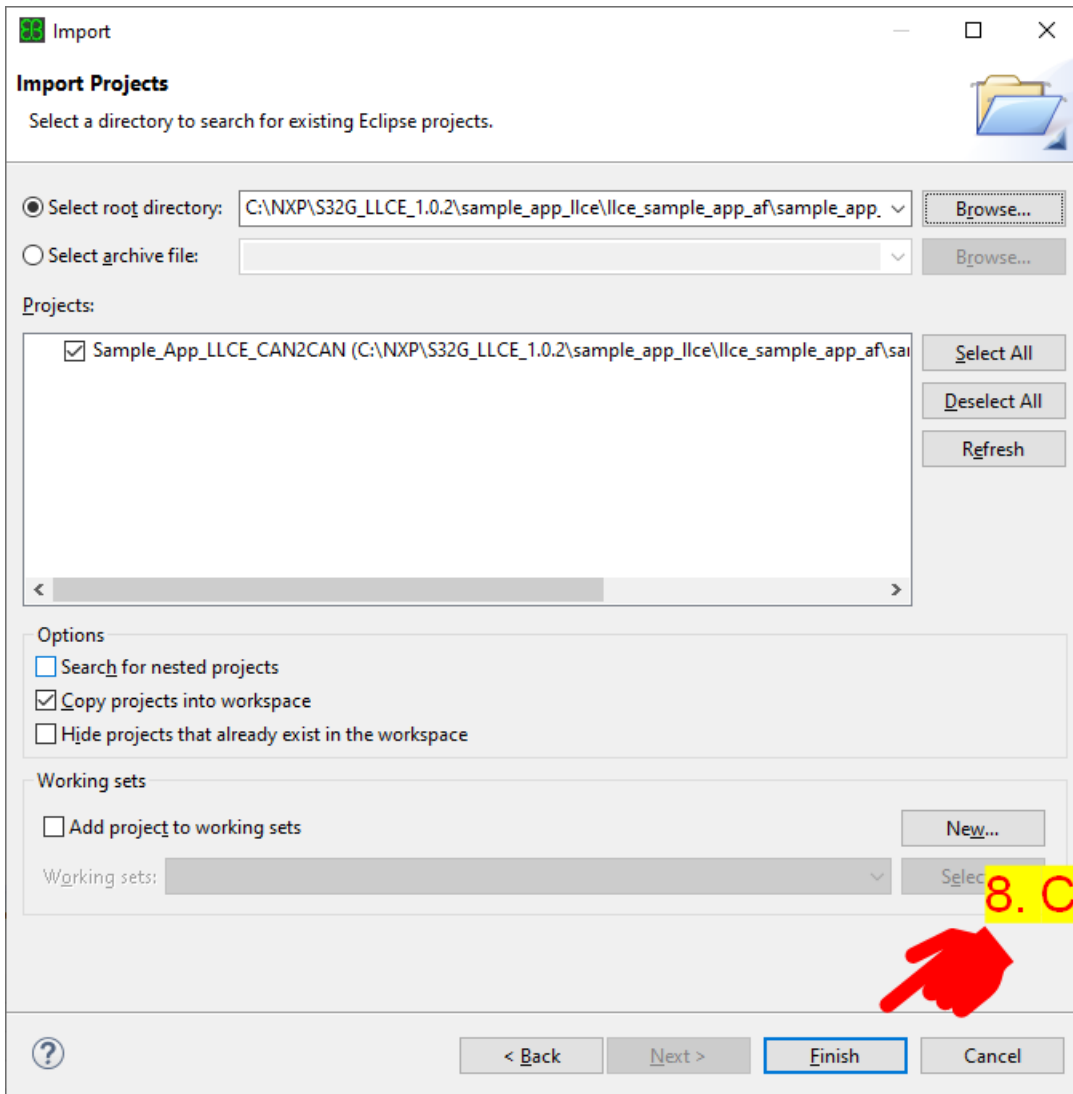 Import
Import Projects
Select a directory to search for existing Eclipse projects.
Select root directory: C:\NXP\S32G_LLCE_1.0.2\sample_app_llce\llce_sample_app_af\sample_app_ Browse...
Select archive file: Browse...
Projects:
Sample_App_LLCE_CAN2CAN (C:\NXP\S32G_LLCE_1.0.2\sample_app_llce\llce_sample_app_af\sa
Select All
Deselect All
Refresh
Options
Search for nested projects
Copy projects into workspace
Hide projects that already exist in the workspace
Working sets
Add project to working sets New...
Working sets: Selec
8. C
< Back Next > Finish Cancel